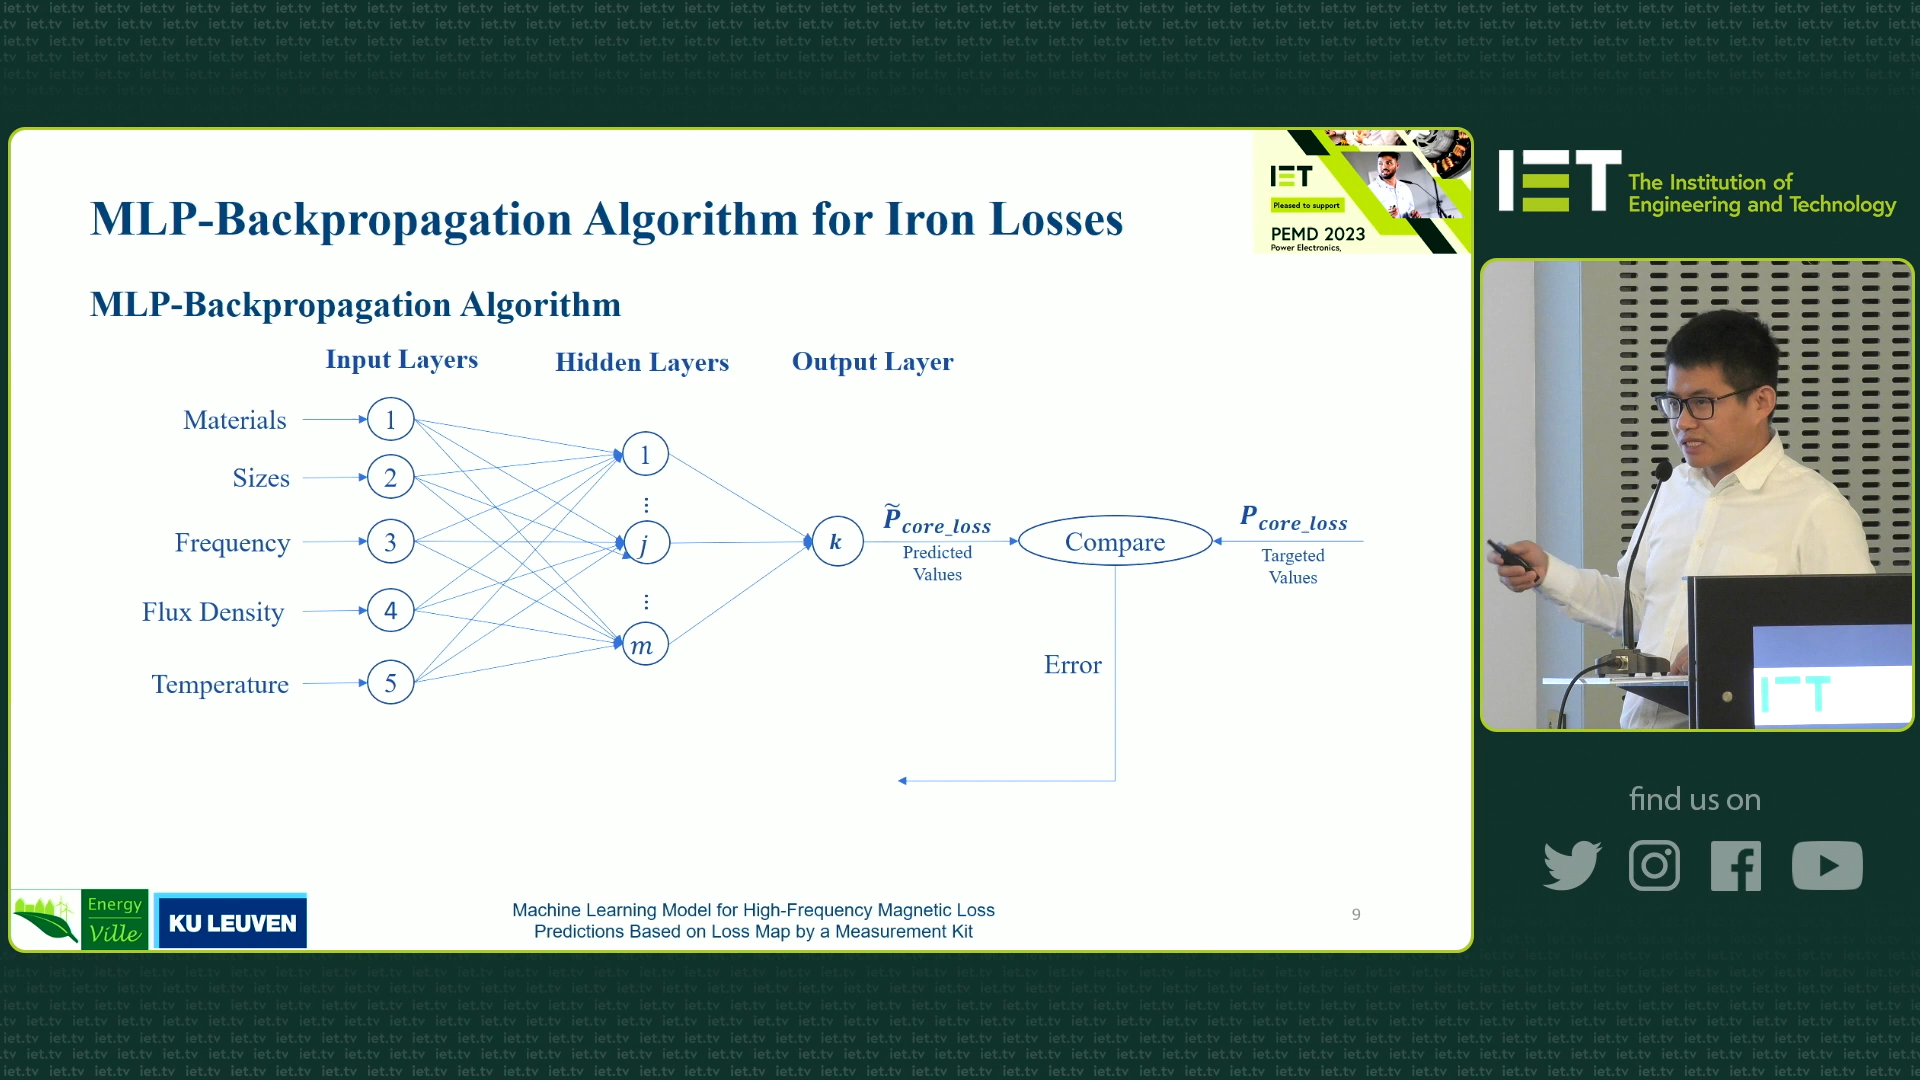 MLP-Backpropagation Algorithm for Iron Losses
IET
Pleased to support
PEMD 2023
Power Electronics,
MLP-Backpropagation Algorithm
Input Layers
Hidden Layers
Output Layer
Materials
1
Sizes
2
Frequency
3
Flux Density
4
Temperature
5
1
⋮
j
⋮
m
k
P̃core_loss
Predicted
Values
Compare
Pcore_loss
Targeted
Values
Error
Energy
Ville
KU LEUVEN
Machine Learning Model for High-Frequency Magnetic Loss
Predictions Based on Loss Map by a Measurement Kit
9
IET
The Institution of
Engineering and Technology
IET
find us on
iet.tv